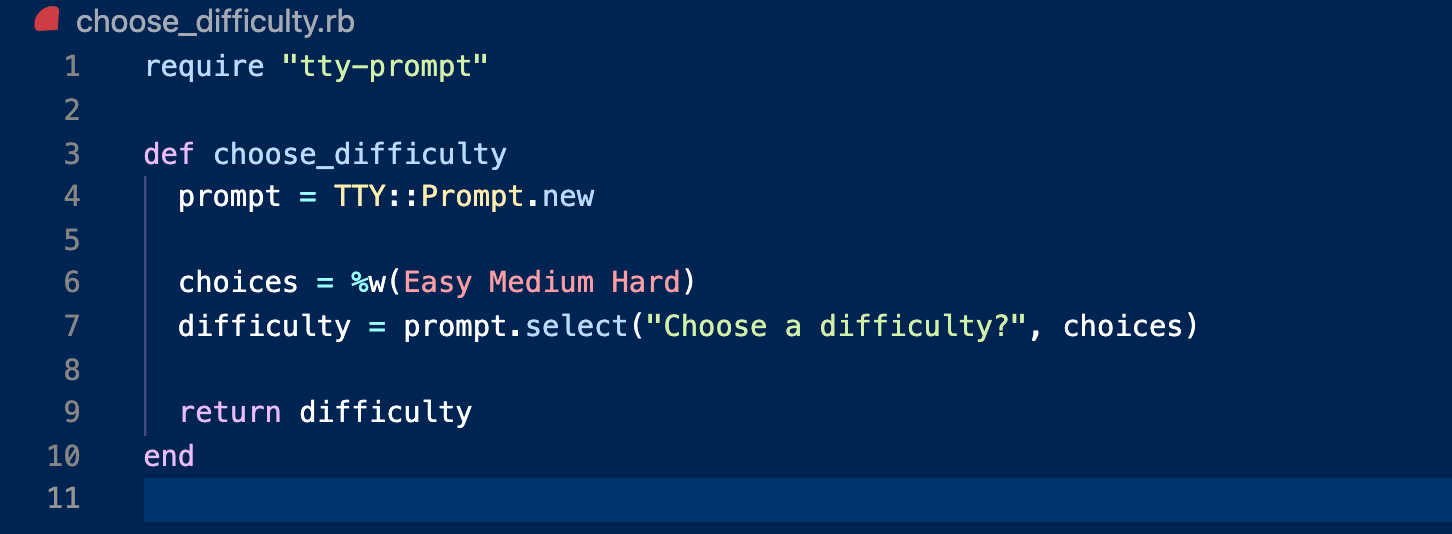 choose_difficulty.rb
1 require "tty-prompt"
2
3 def choose_difficulty
4   prompt = TTY::Prompt.new
5
6   choices = %w(Easy Medium Hard)
7   difficulty = prompt.select("Choose a difficulty?", choices)
8
9   return difficulty
10 end
11